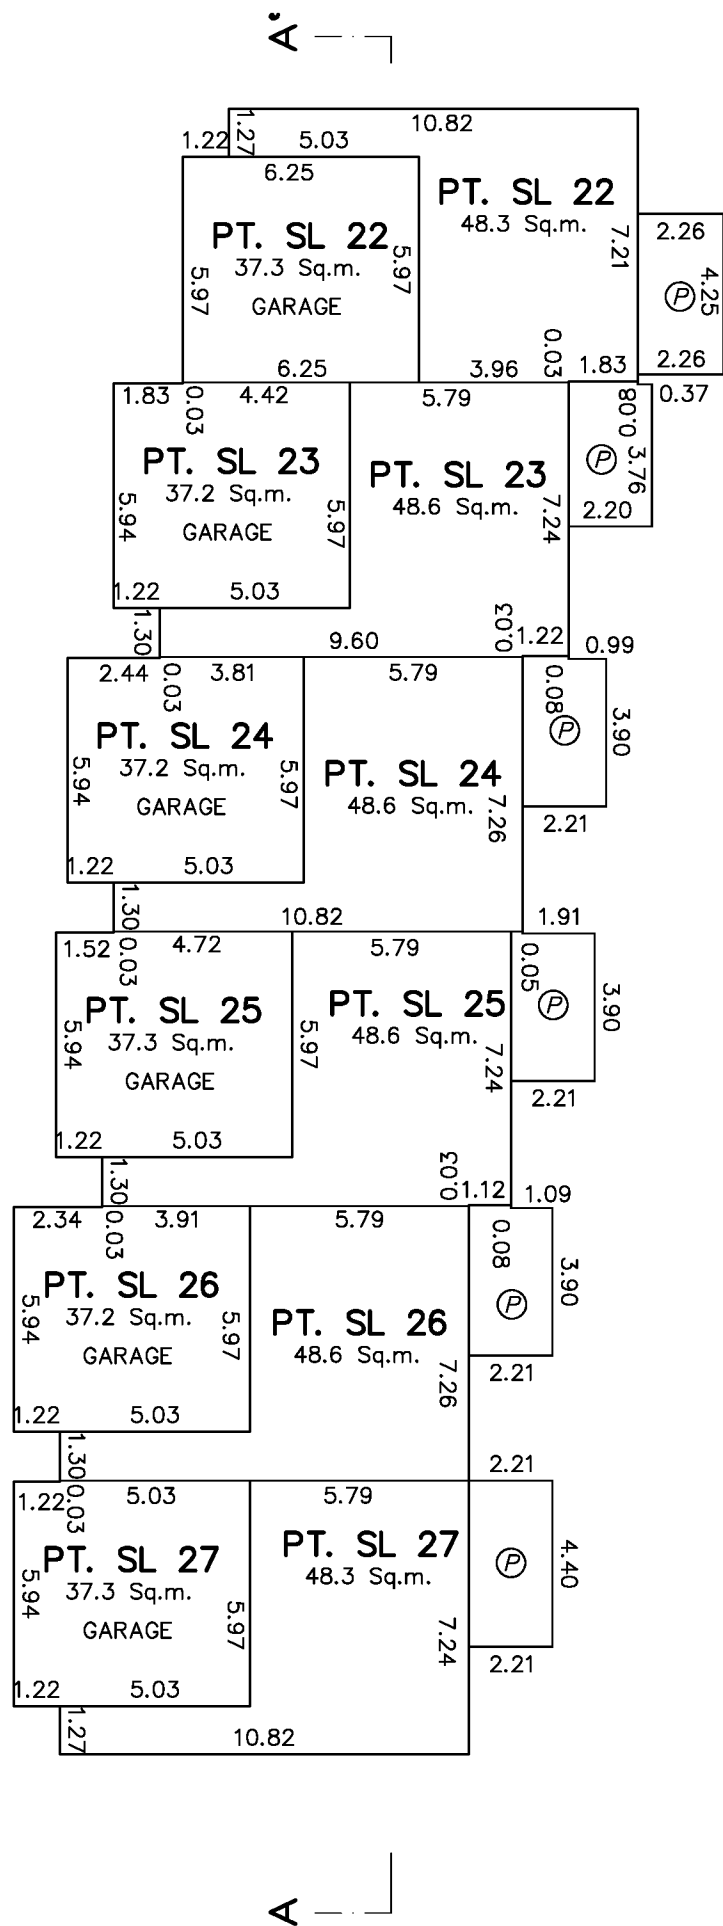 A'
10.82
1.27
1.22
5.03
6.25
PT. SL 22
48.3 Sq.m.
PT. SL 22
37.3 Sq.m.
GARAGE
5.97
5.97
7.21
2.26
4.25
P
2.26
6.25
3.96
0.03
1.83
0.37
1.83
0.03
4.42
5.79
0.08
PT. SL 23
37.2 Sq.m.
GARAGE
PT. SL 23
48.6 Sq.m.
P
3.76
2.20
5.94
5.97
7.24
1.22
5.03
1.30
9.60
0.03
1.22
0.99
2.44
0.03
3.81
5.79
0.08
PT. SL 24
37.2 Sq.m.
GARAGE
PT. SL 24
48.6 Sq.m.
P
3.90
5.94
5.97
7.26
2.21
1.22
5.03
1.30
10.82
1.91
1.52
0.03
4.72
5.79
0.05
PT. SL 25
37.3 Sq.m.
GARAGE
PT. SL 25
48.6 Sq.m.
P
3.90
5.94
5.97
7.24
2.21
1.22
5.03
1.30
0.03
1.12
1.09
2.34
0.03
3.91
5.79
0.08
PT. SL 26
37.2 Sq.m.
GARAGE
PT. SL 26
48.6 Sq.m.
P
3.90
5.94
5.97
7.26
2.21
1.22
5.03
1.30
2.21
1.22
0.03
5.03
5.79
PT. SL 27
37.3 Sq.m.
GARAGE
PT. SL 27
48.3 Sq.m.
P
4.40
5.94
5.97
7.24
2.21
1.22
5.03
1.27
10.82
A